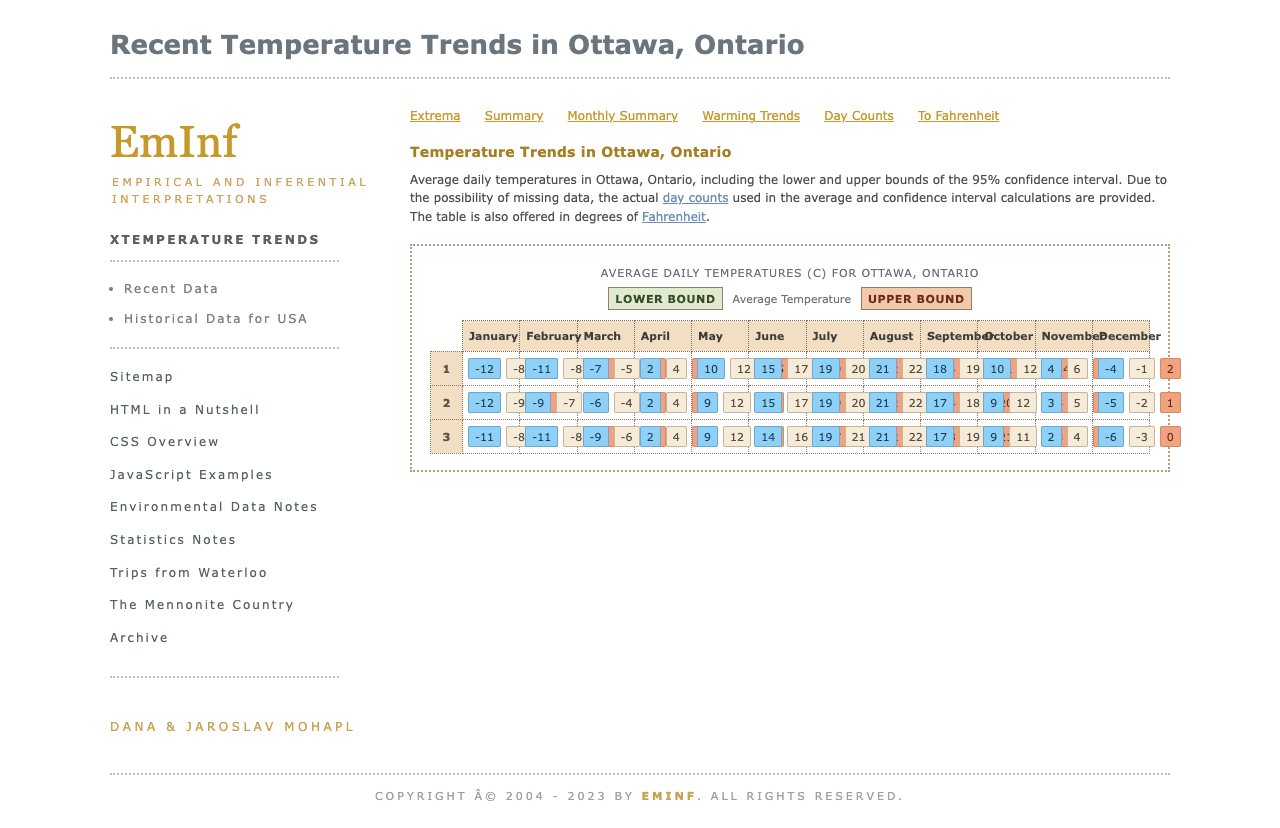 Recent Temperature Trends in Ottawa, Ontario
EmInf
EMPIRICAL AND INFERENTIAL
INTERPRETATIONS
XTEMPERATURE TRENDS
• Recent Data
• Historical Data for USA
Sitemap
HTML in a Nutshell
CSS Overview
JavaScript Examples
Environmental Data Notes
Statistics Notes
Trips from Waterloo
The Mennonite Country
Archive
DANA & JAROSLAV MOHAPL
Extrema Summary Monthly Summary Warming Trends Day Counts To Fahrenheit
Temperature Trends in Ottawa, Ontario
Average daily temperatures in Ottawa, Ontario, including the lower and upper bounds of the 95% confidence interval. Due to
the possibility of missing data, the actual day counts used in the average and confidence interval calculations are provided.
The table is also offered in degrees of Fahrenheit.
AVERAGE DAILY TEMPERATURES (C) FOR OTTAWA, ONTARIO
LOWER BOUND Average Temperature UPPER BOUND
January February March April May June July August September October November December
1 -12 -8 -11 -8 -7 -5 2 4 10 12 15 17 19 20 21 22 18 19 10 12 4 6 -4 -1 2
2 -12 -9 -9 -7 -6 -4 2 4 9 12 15 17 19 20 21 22 17 18 9 12 3 5 -5 -2 1
3 -11 -8 -11 -8 -9 -6 2 4 9 12 14 16 19 21 21 22 17 19 9 11 2 4 -6 -3 0
COPYRIGHT Â© 2004 - 2023 BY EMINF. ALL RIGHTS RESERVED.